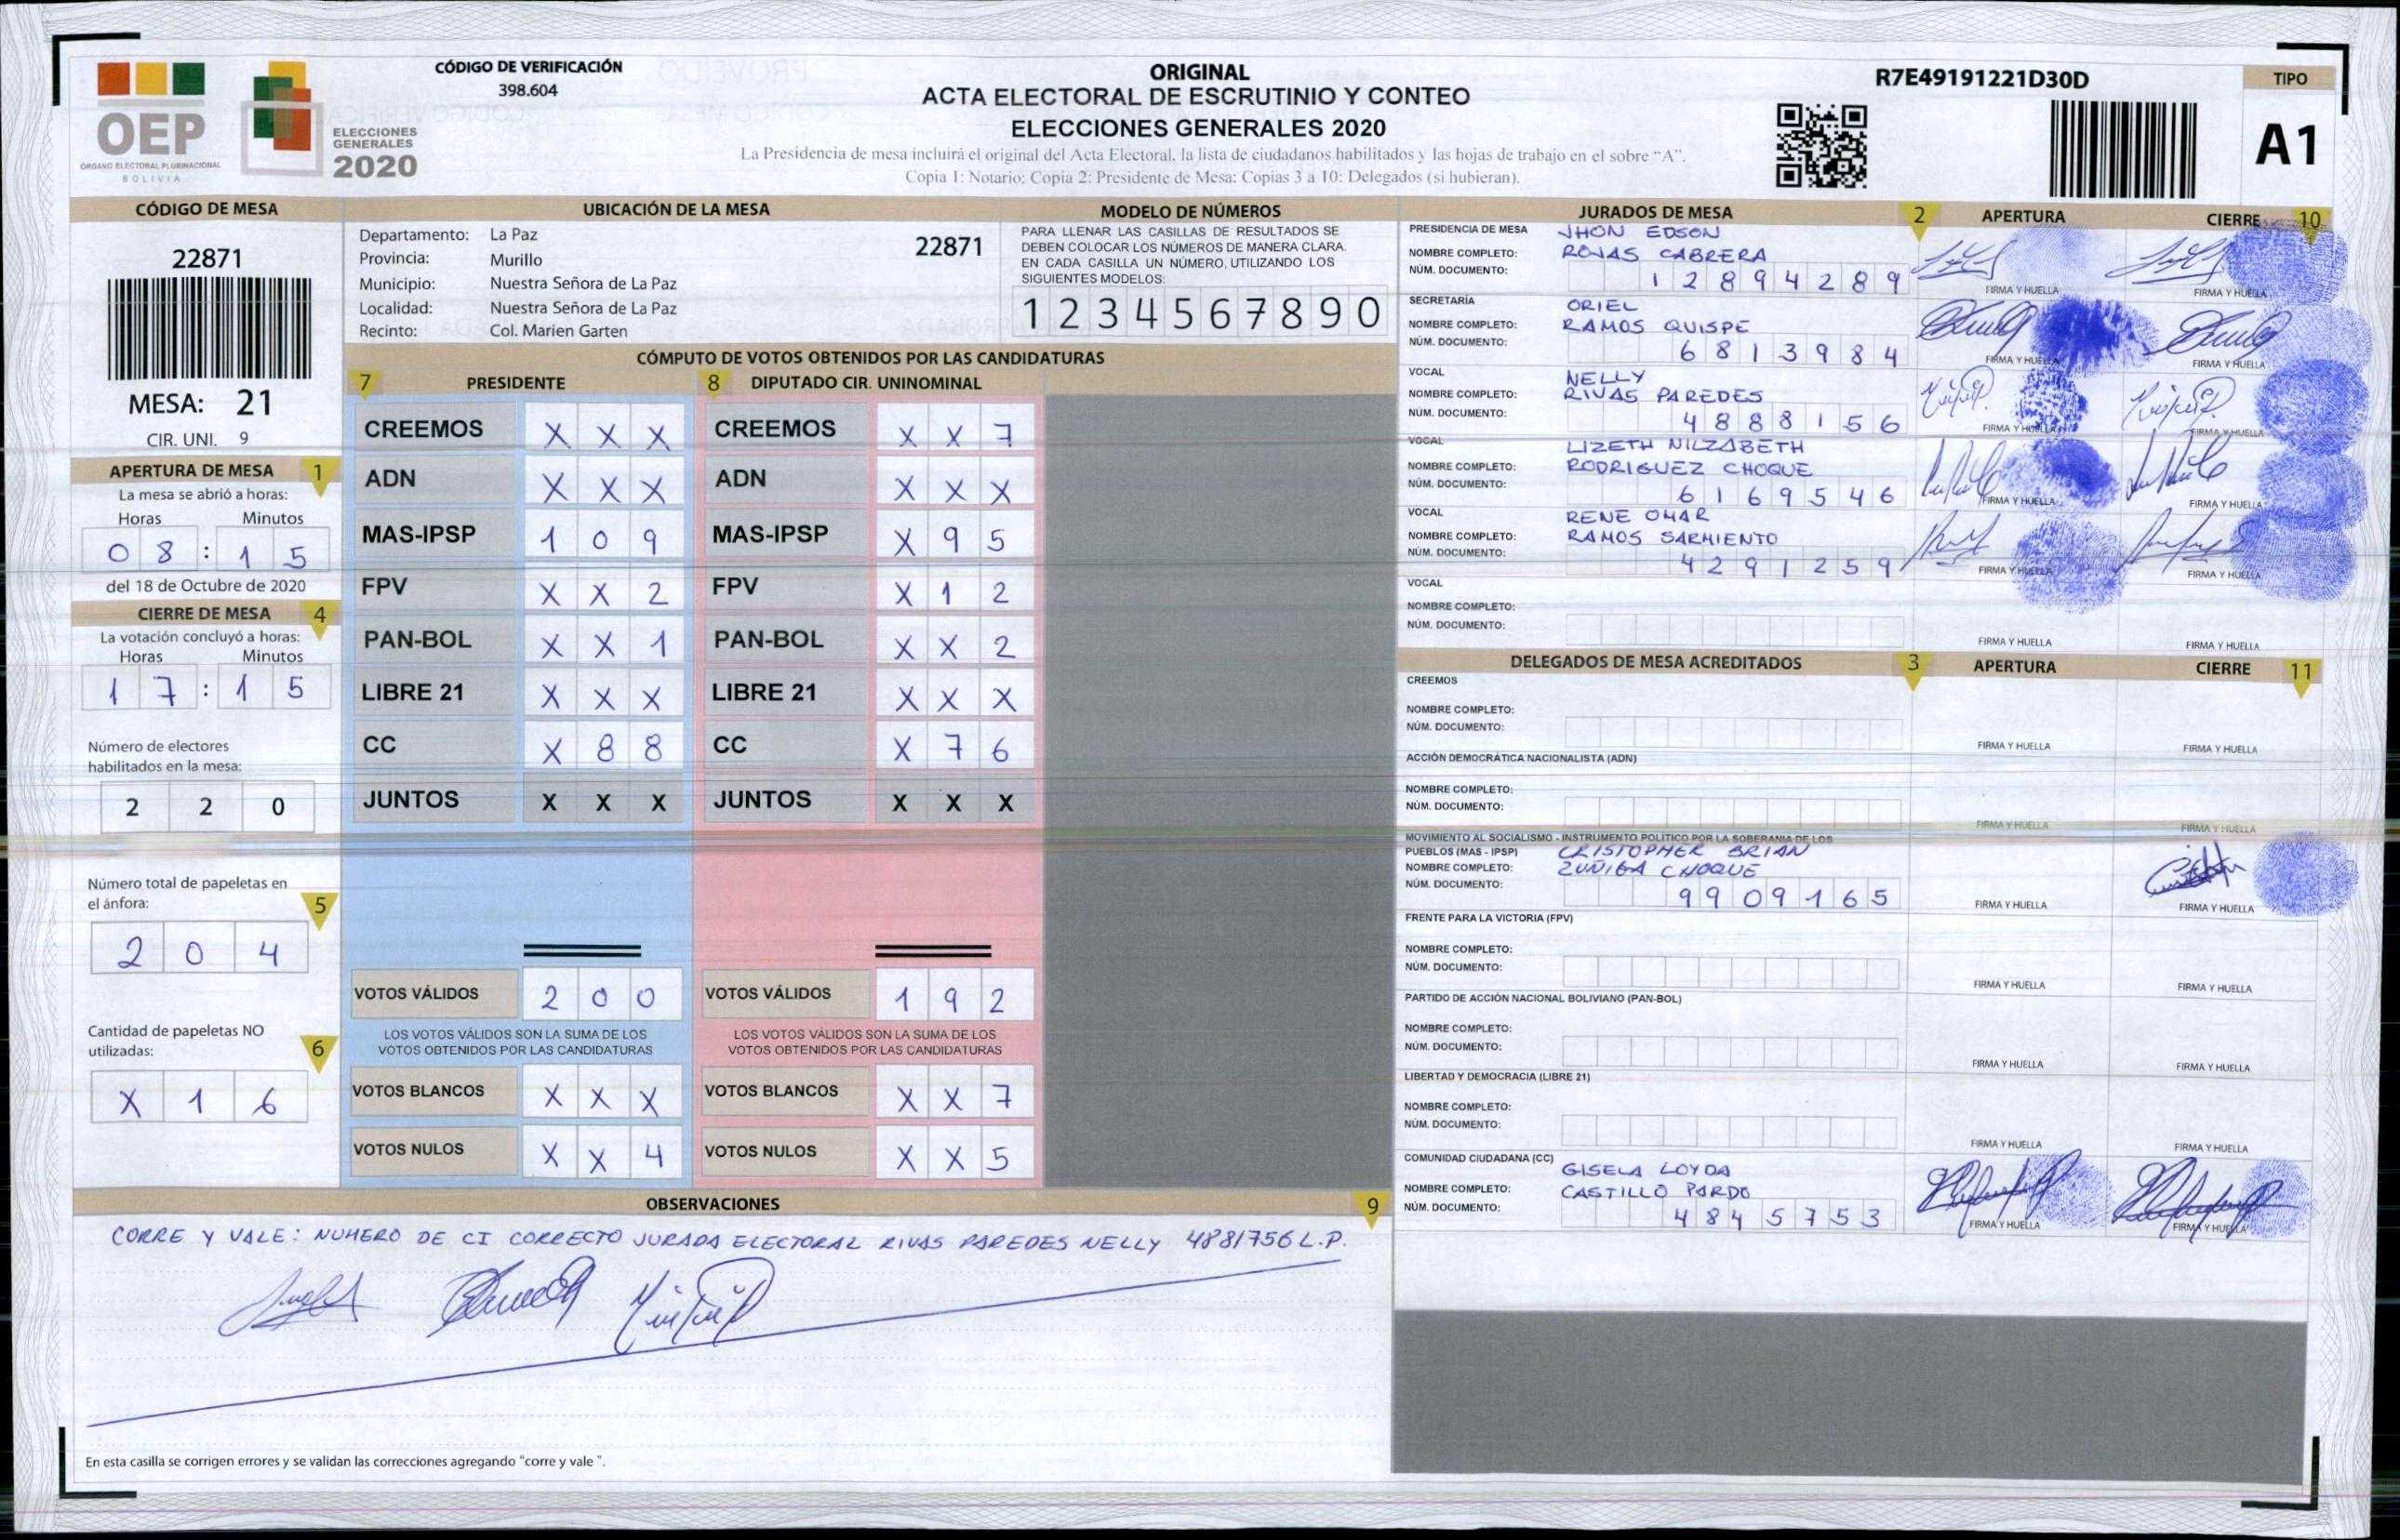 OEP
ÓRGANO ELECTORAL PLURINACIONAL
BOLIVIA
ELECCIONES
GENERALES
2020
CÓDIGO DE VERIFICACIÓN
398.604
ORIGINAL
ACTA ELECTORAL DE ESCRUTINIO Y CONTEO
ELECCIONES GENERALES 2020
La Presidencia de mesa incluirá el original del Acta Electoral, la lista de ciudadanos habilitados y las hojas de trabajo en el sobre "A".
Copia 1: Notario; Copia 2: Presidente de Mesa: Copias 3 a 10: Delegados (si hubieran).
R7E49191221D30D
TIPO
A1
CÓDIGO DE MESA
22871
MESA: 21
CIR. UNI. 9
APERTURA DE MESA 1
La mesa se abrió a horas:
Horas Minutos
0 8 : 1 5
del 18 de Octubre de 2020
CIERRE DE MESA 4
La votación concluyó a horas:
Horas Minutos
1 7 : 1 5
Número de electores
habilitados en la mesa:
2 2 0
Número total de papeletas en
el ánfora: 5
2 0 4
Cantidad de papeletas NO
utilizadas: 6
X 1 6
UBICACIÓN DE LA MESA
Departamento: La Paz 22871
Provincia: Murillo
Municipio: Nuestra Señora de La Paz
Localidad: Nuestra Señora de La Paz
Recinto: Col. Marien Garten
MODELO DE NÚMEROS
PARA LLENAR LAS CASILLAS DE RESULTADOS SE
DEBEN COLOCAR LOS NÚMEROS DE MANERA CLARA.
EN CADA CASILLA UN NÚMERO, UTILIZANDO LOS
SIGUIENTES MODELOS:
1 2 3 4 5 6 7 8 9 0
CÓMPUTO DE VOTOS OBTENIDOS POR LAS CANDIDATURAS
7 PRESIDENTE 8 DIPUTADO CIR. UNINOMINAL
CREEMOS X X X CREEMOS X X 7
ADN X X X ADN X X X
MAS-IPSP 1 0 9 MAS-IPSP X 9 5
FPV X X 2 FPV X 1 2
PAN-BOL X X 1 PAN-BOL X X 2
LIBRE 21 X X X LIBRE 21 X X X
CC X 8 8 CC X 7 6
JUNTOS X X X JUNTOS X X X
VOTOS VÁLIDOS 2 0 0 VOTOS VÁLIDOS 1 9 2
LOS VOTOS VÁLIDOS SON LA SUMA DE LOS LOS VOTOS VÁLIDOS SON LA SUMA DE LOS
VOTOS OBTENIDOS POR LAS CANDIDATURAS VOTOS OBTENIDOS POR LAS CANDIDATURAS
VOTOS BLANCOS X X X VOTOS BLANCOS X X 7
VOTOS NULOS X X 4 VOTOS NULOS X X 5
OBSERVACIONES 9
CORRE Y VALE: NUMERO DE CI CORRECTO JURADA ELECTORAL RIVAS PAREDES NELLY 4881756 L.P.
En esta casilla se corrigen errores y se validan las correcciones agregando "corre y vale ".
JURADOS DE MESA 2 APERTURA CIERRE 10
PRESIDENCIA DE MESA JHON EDSON
NOMBRE COMPLETO: ROJAS CABRERA
NÚM. DOCUMENTO: 1 2 8 9 4 2 8 9
FIRMA Y HUELLA FIRMA Y HUELLA
SECRETARÍA ORIEL
NOMBRE COMPLETO: RAMOS QUISPE
NÚM. DOCUMENTO: 6 8 1 3 9 8 4
FIRMA Y HUELLA FIRMA Y HUELLA
VOCAL NELLY
NOMBRE COMPLETO: RIVAS PAREDES
NÚM. DOCUMENTO: 4 8 8 8 1 5 6
FIRMA Y HUELLA FIRMA Y HUELLA
VOCAL LIZETH NILZABETH
NOMBRE COMPLETO: RODRIGUEZ CHOQUE
NÚM. DOCUMENTO: 6 1 6 9 5 4 6
FIRMA Y HUELLA FIRMA Y HUELLA
VOCAL RENE OMAR
NOMBRE COMPLETO: RAMOS SARMIENTO
NÚM. DOCUMENTO: 4 2 9 1 2 5 9
FIRMA Y HUELLA FIRMA Y HUELLA
VOCAL
NOMBRE COMPLETO:
NÚM. DOCUMENTO:
FIRMA Y HUELLA FIRMA Y HUELLA
DELEGADOS DE MESA ACREDITADOS 3 APERTURA CIERRE 11
CREEMOS
NOMBRE COMPLETO:
NÚM. DOCUMENTO:
FIRMA Y HUELLA FIRMA Y HUELLA
ACCIÓN DEMOCRÁTICA NACIONALISTA (ADN)
NOMBRE COMPLETO:
NÚM. DOCUMENTO:
FIRMA Y HUELLA FIRMA Y HUELLA
MOVIMIENTO AL SOCIALISMO - INSTRUMENTO POLÍTICO POR LA SOBERANIA DE LOS
PUEBLOS (MAS - IPSP) CRISTOPHER BRIAN
NOMBRE COMPLETO: ZUÑIGA CHOQUE
NÚM. DOCUMENTO: 9 9 0 9 1 6 5
FIRMA Y HUELLA FIRMA Y HUELLA
FRENTE PARA LA VICTORIA (FPV)
NOMBRE COMPLETO:
NÚM. DOCUMENTO:
FIRMA Y HUELLA FIRMA Y HUELLA
PARTIDO DE ACCIÓN NACIONAL BOLIVIANO (PAN-BOL)
NOMBRE COMPLETO:
NÚM. DOCUMENTO:
FIRMA Y HUELLA FIRMA Y HUELLA
LIBERTAD Y DEMOCRACIA (LIBRE 21)
NOMBRE COMPLETO:
NÚM. DOCUMENTO:
FIRMA Y HUELLA FIRMA Y HUELLA
COMUNIDAD CIUDADANA (CC) GISELA LOYDA
NOMBRE COMPLETO: CASTILLO PARDO
NÚM. DOCUMENTO: 4 8 4 5 7 5 3
FIRMA Y HUELLA FIRMA Y HUELLA